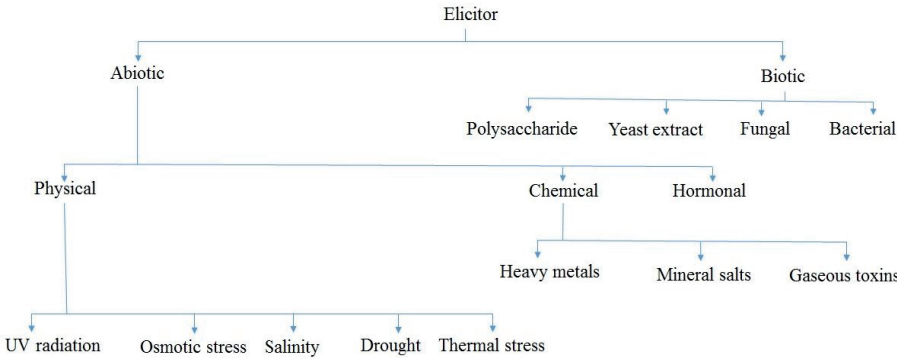 Elicitor
Abiotic
Biotic
Polysaccharide Yeast extract Fungal Bacterial
Physical Chemical Hormonal
Heavy metals Mineral salts Gaseous toxins
UV radiation Osmotic stress Salinity Drought Thermal stress